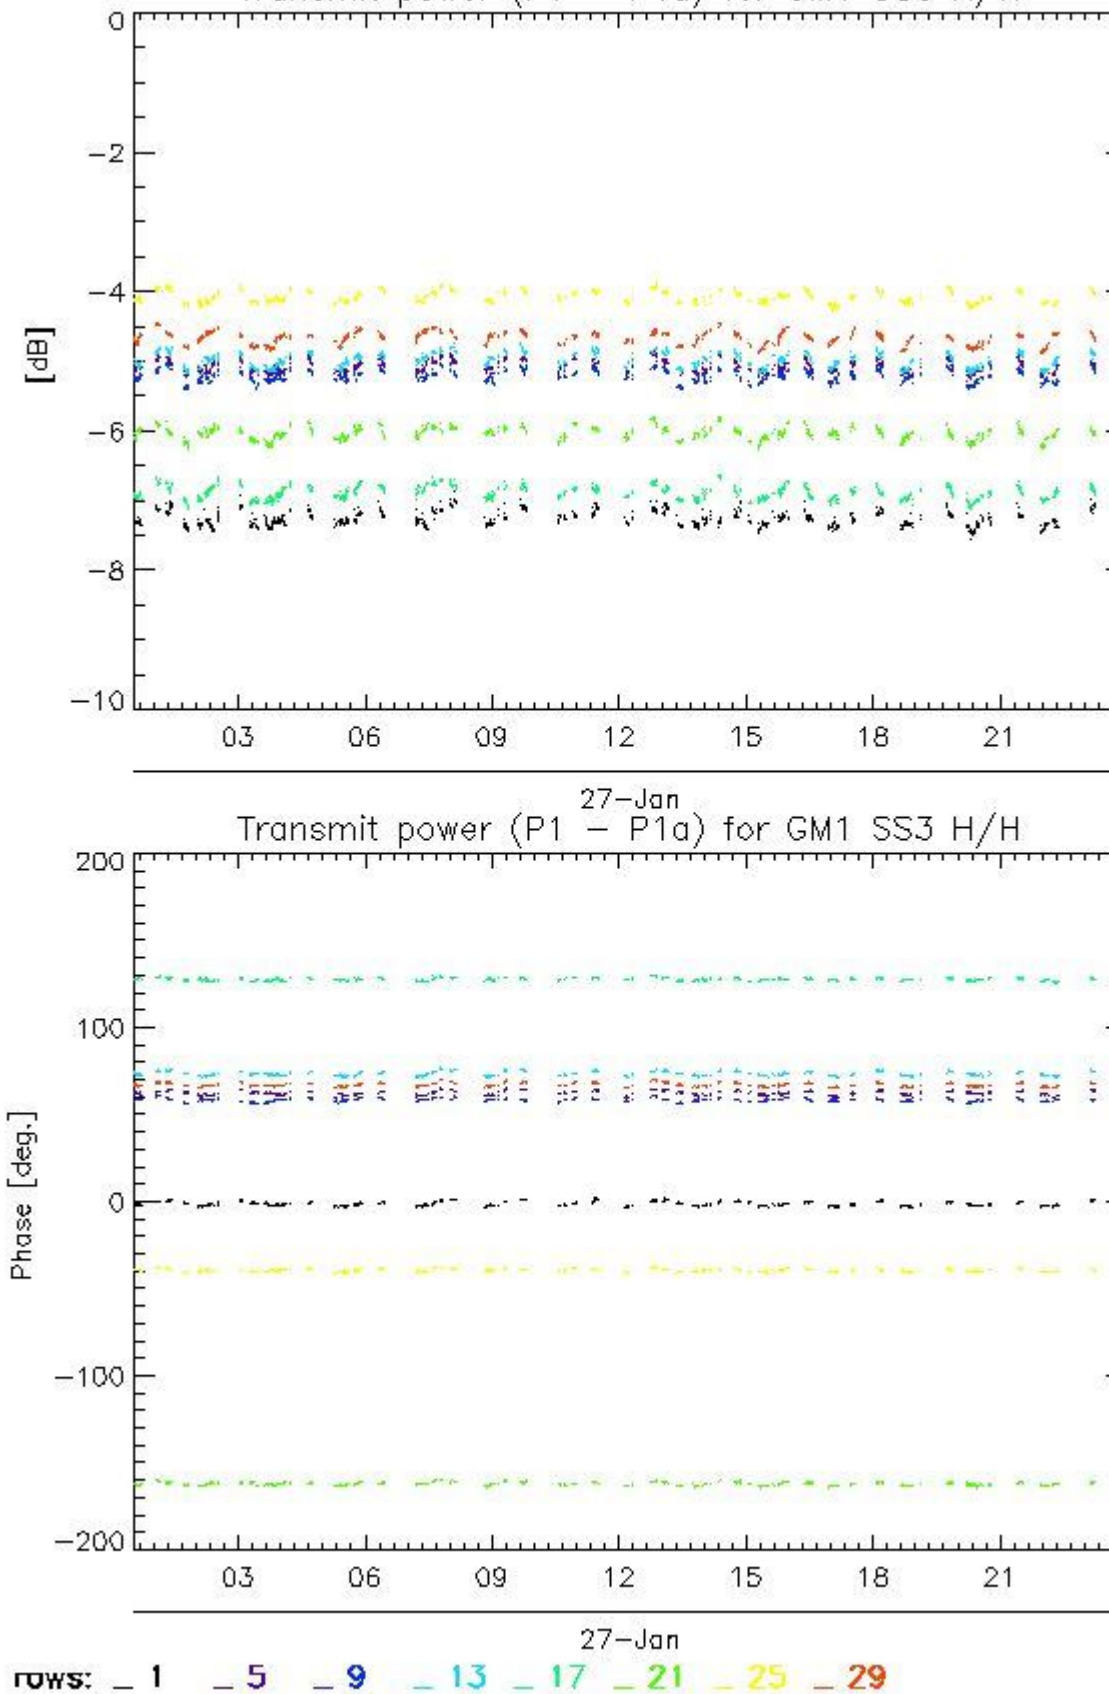 0
−2
−4
[dB]
−6
−8
−10
03 06 09 12 15 18 21
27−Jan
Transmit power (P1 − P1a) for GM1 SS3 H/H
200
100
Phase [deg.]
0
−100
−200
03 06 09 12 15 18 21
27−Jan
rows: _ 1 _ 5 _ 9 _ 13 _ 17 _ 21 _ 25 _ 29